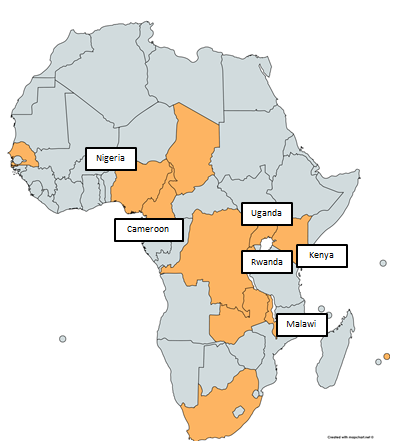 Nigeria
Uganda
Cameroon
Kenya
Rwanda
Malawi
Created with mapchart.net ©